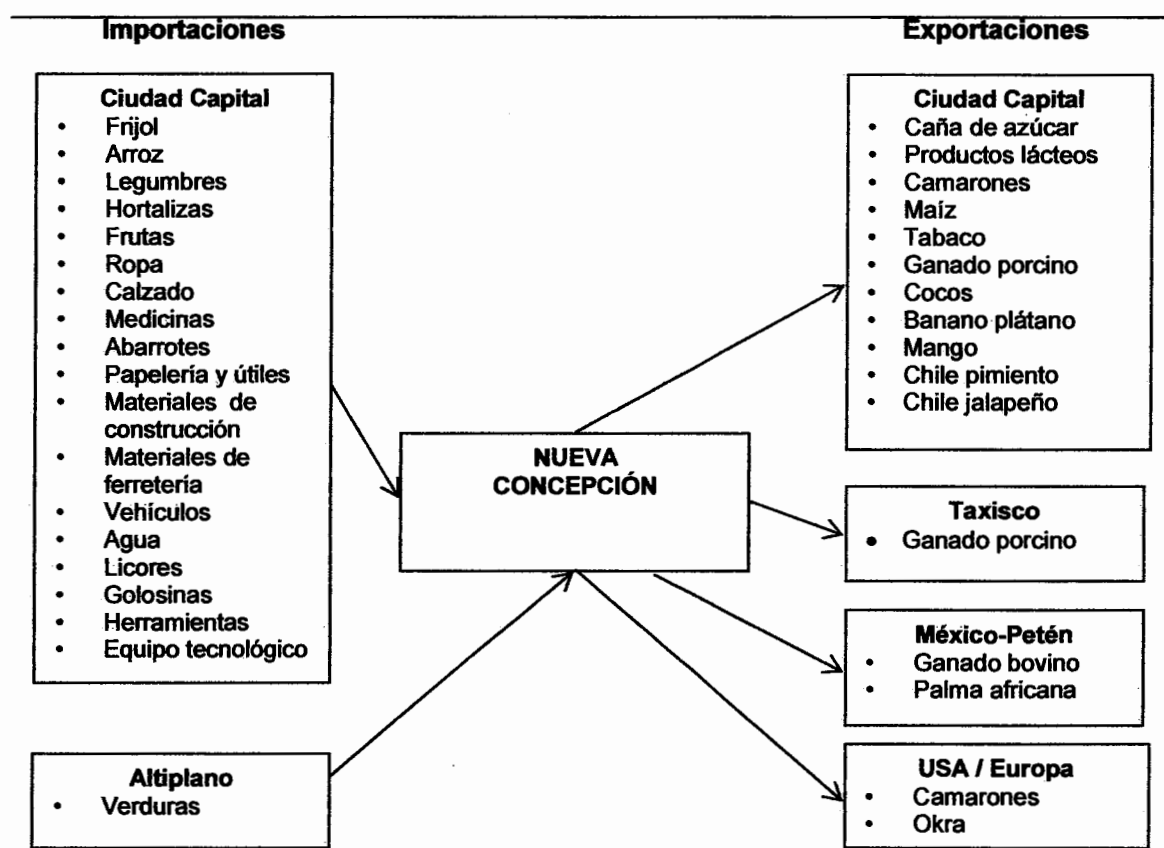 Importaciones
Ciudad Capital
• Frijol
• Arroz
• Legumbres
• Hortalizas
• Frutas
• Ropa
• Calzado
• Medicinas
• Abarrotes
• Papelería y útiles
• Materiales de
construcción
• Materiales de
ferretería
• Vehículos
• Agua
• Licores
• Golosinas
• Herramientas
• Equipo tecnológico
Altiplano
• Verduras
NUEVA
CONCEPCIÓN
Exportaciones
Ciudad Capital
• Caña de azúcar
• Productos lácteos
• Camarones
• Maíz
• Tabaco
• Ganado porcino
• Cocos
• Banano plátano
• Mango
• Chile pimiento
• Chile jalapeño
Taxisco
• Ganado porcino
México-Petén
• Ganado bovino
• Palma africana
USA / Europa
• Camarones
• Okra